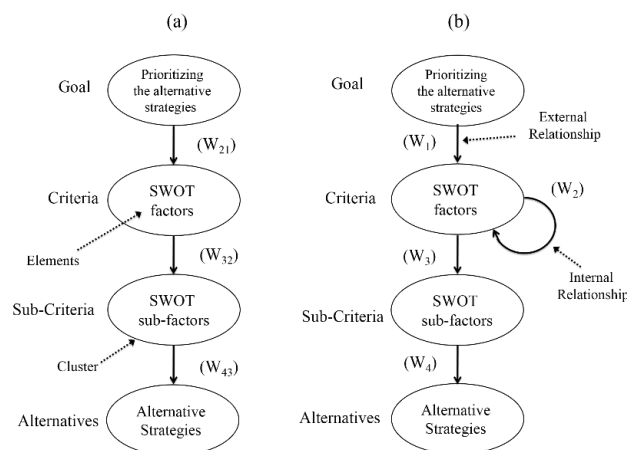 (a)
Goal
Prioritizing
the alternative
strategies
(W21)
Criteria
SWOT
factors
Elements
(W32)
Sub-Criteria
SWOT
sub-factors
Cluster
(W43)
Alternatives
Alternative
Strategies
(b)
Goal
Prioritizing
the alternative
strategies
External
Relationship
(W1)
Criteria
SWOT
factors
(W2)
(W3)
Internal
Relationship
Sub-Criteria
SWOT
sub-factors
(W4)
Alternatives
Alternative
Strategies